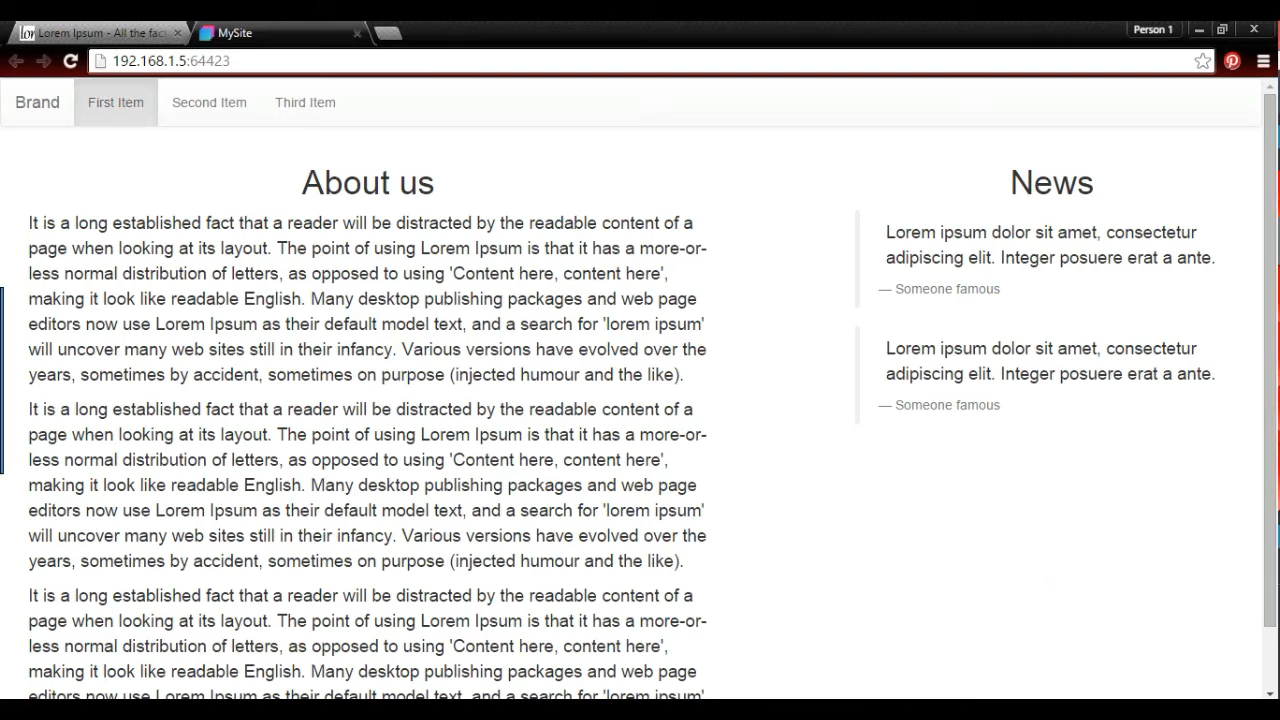 Lorem Ipsum - All the fac
MySite
Person 1
192.168.1.5:64423
Brand
First Item
Second Item
Third Item
About us
It is a long established fact that a reader will be distracted by the readable content of a
page when looking at its layout. The point of using Lorem Ipsum is that it has a more-or-
less normal distribution of letters, as opposed to using 'Content here, content here',
making it look like readable English. Many desktop publishing packages and web page
editors now use Lorem Ipsum as their default model text, and a search for 'lorem ipsum'
will uncover many web sites still in their infancy. Various versions have evolved over the
years, sometimes by accident, sometimes on purpose (injected humour and the like).
It is a long established fact that a reader will be distracted by the readable content of a
page when looking at its layout. The point of using Lorem Ipsum is that it has a more-or-
less normal distribution of letters, as opposed to using 'Content here, content here',
making it look like readable English. Many desktop publishing packages and web page
editors now use Lorem Ipsum as their default model text, and a search for 'lorem ipsum'
will uncover many web sites still in their infancy. Various versions have evolved over the
years, sometimes by accident, sometimes on purpose (injected humour and the like).
It is a long established fact that a reader will be distracted by the readable content of a
page when looking at its layout. The point of using Lorem Ipsum is that it has a more-or-
less normal distribution of letters, as opposed to using 'Content here, content here',
making it look like readable English. Many desktop publishing packages and web page
editors now use Lorem Ipsum as their default model text, and a search for 'lorem ipsum'
News
Lorem ipsum dolor sit amet, consectetur
adipiscing elit. Integer posuere erat a ante.
— Someone famous
Lorem ipsum dolor sit amet, consectetur
adipiscing elit. Integer posuere erat a ante.
— Someone famous